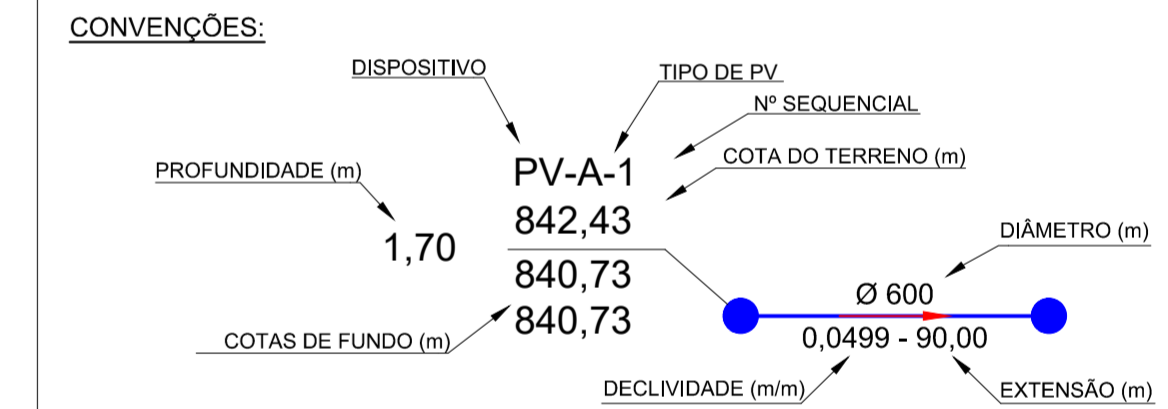 CONVENÇÕES:
DISPOSITIVO
TIPO DE PV
Nº SEQUENCIAL
PV-A-1
COTA DO TERRENO (m)
PROFUNDIDADE (m)
842,43
1,70
DIÂMETRO (m)
840,73
Ø 600
840,73
0,0499 - 90,00
COTAS DE FUNDO (m)
DECLIVIDADE (m/m)
EXTENSÃO (m)